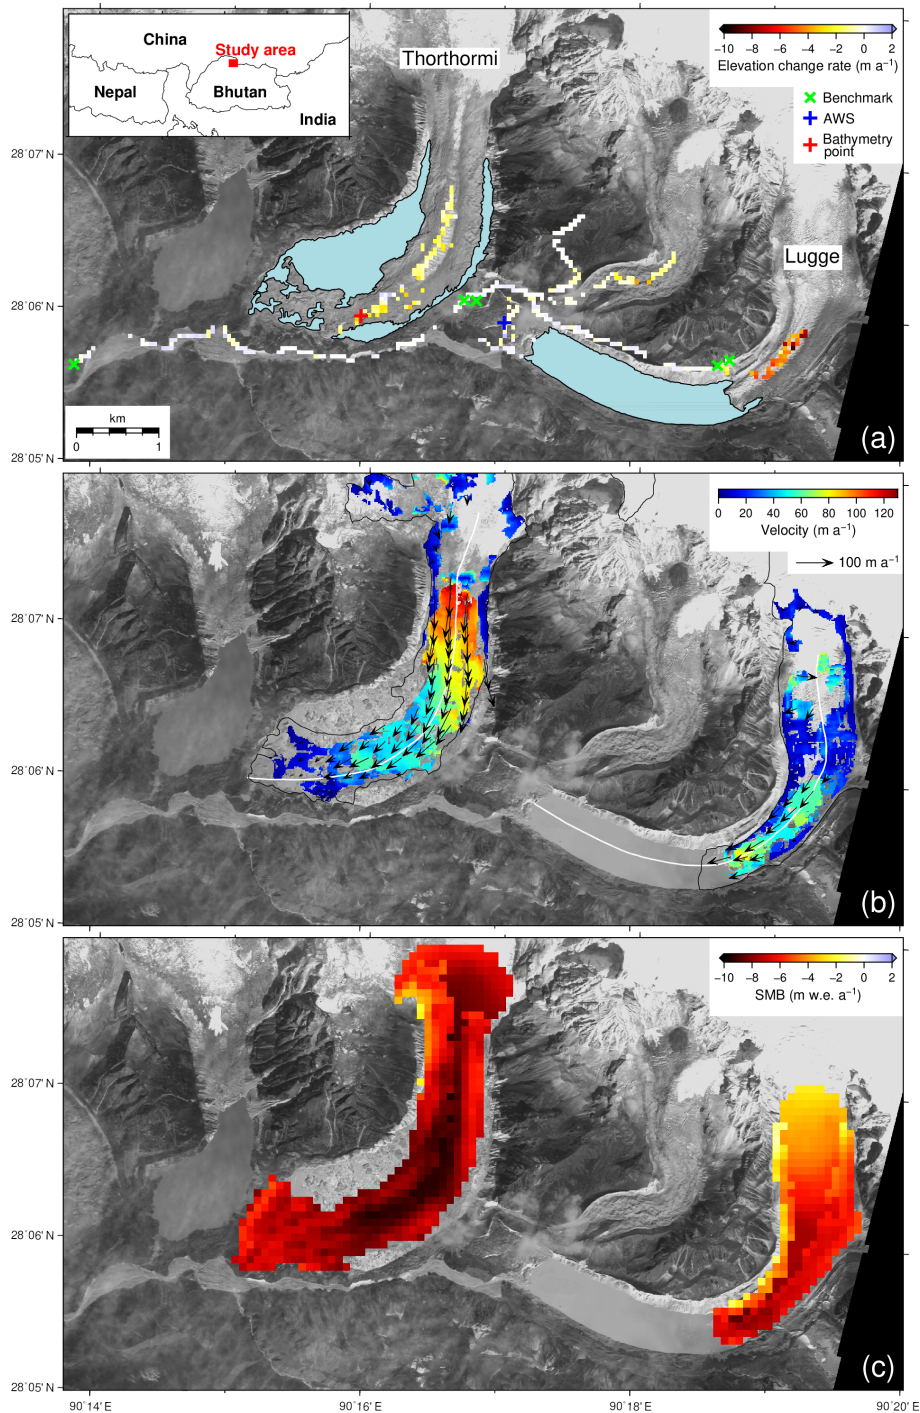 China
Study area
Nepal
Bhutan
India
Thorthormi
−10 −8 −6 −4 −2 0 2
Elevation change rate (m a⁻¹)
Benchmark
AWS
Bathymetry
point
28˚07' N
Lugge
28˚06' N
km
0 1
(a)
28˚05' N
0 20 40 60 80 100 120
Velocity (m a⁻¹)
100 m a⁻¹
28˚07' N
28˚06' N
(b)
28˚05' N
−10 −8 −6 −4 −2 0 2
SMB (m w.e. a⁻¹)
28˚07' N
28˚06' N
(c)
28˚05' N
90˚14' E 90˚16' E 90˚18' E 90˚20' E